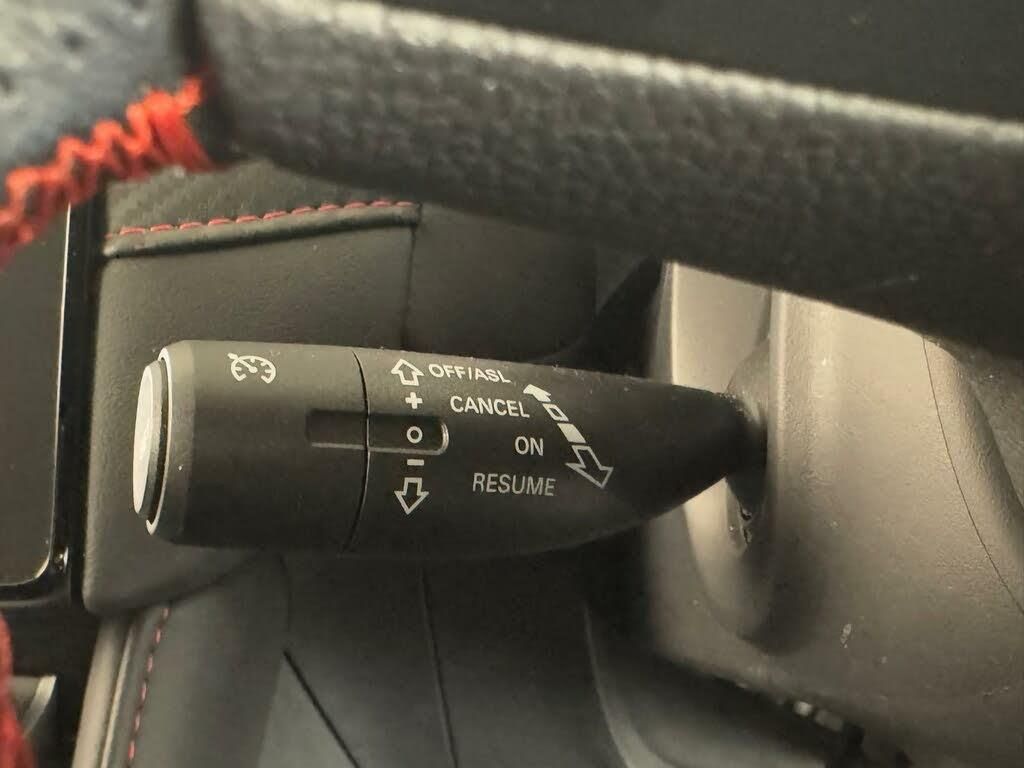 OFF/ASL
+
CANCEL
O
ON
-
RESUME